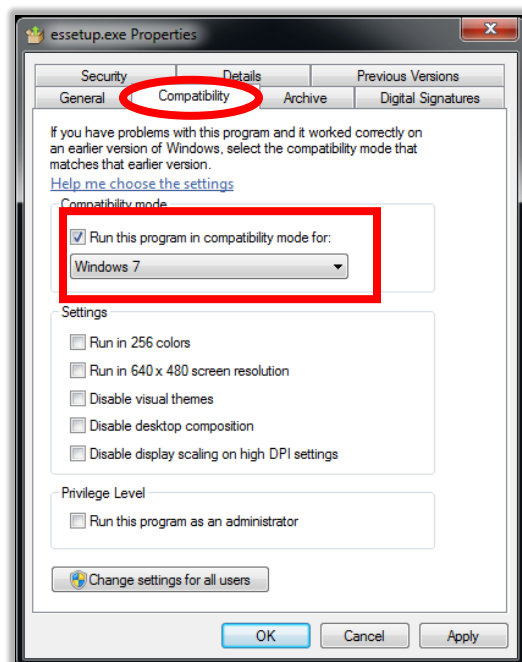 essetup.exe Properties
Security Details Previous Versions
General Compatibility Archive Digital Signatures
If you have problems with this program and it worked correctly on
an earlier version of Windows, select the compatibility mode that
matches that earlier version.
Help me choose the settings
Compatibility mode
Run this program in compatibility mode for:
Windows 7
Settings
Run in 256 colors
Run in 640 x 480 screen resolution
Disable visual themes
Disable desktop composition
Disable display scaling on high DPI settings
Privilege Level
Run this program as an administrator
Change settings for all users
OK Cancel Apply